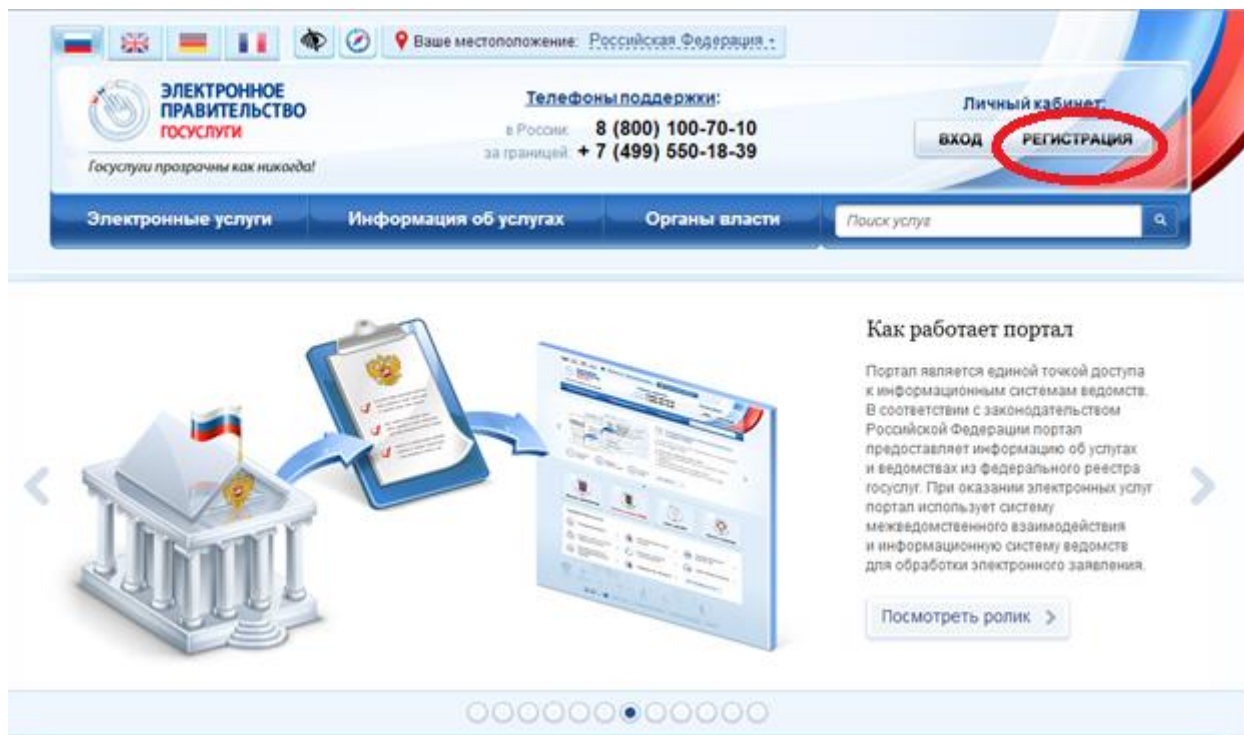 Ваше местоположение: Российская Федерация
ЭЛЕКТРОННОЕ
ПРАВИТЕЛЬСТВО
ГОСУСЛУГИ
Госуслуги прозрачны как никогда!
Телефоны поддержки:
в России: 8 (800) 100-70-10
за границей: + 7 (499) 550-18-39
Личный кабинет:
ВХОД РЕГИСТРАЦИЯ
Электронные услуги Информация об услугах Органы власти Поиск услуг
Как работает портал
Портал является единой точкой доступа
к информационным системам ведомств.
В соответствии с законодательством
Российской Федерации портал
предоставляет информацию об услугах
и ведомствах из федерального реестра
госуслуг. При оказании электронных услуг
портал использует систему
межведомственного взаимодействия
и информационную систему ведомств
для обработки электронного заявления.
Посмотреть ролик